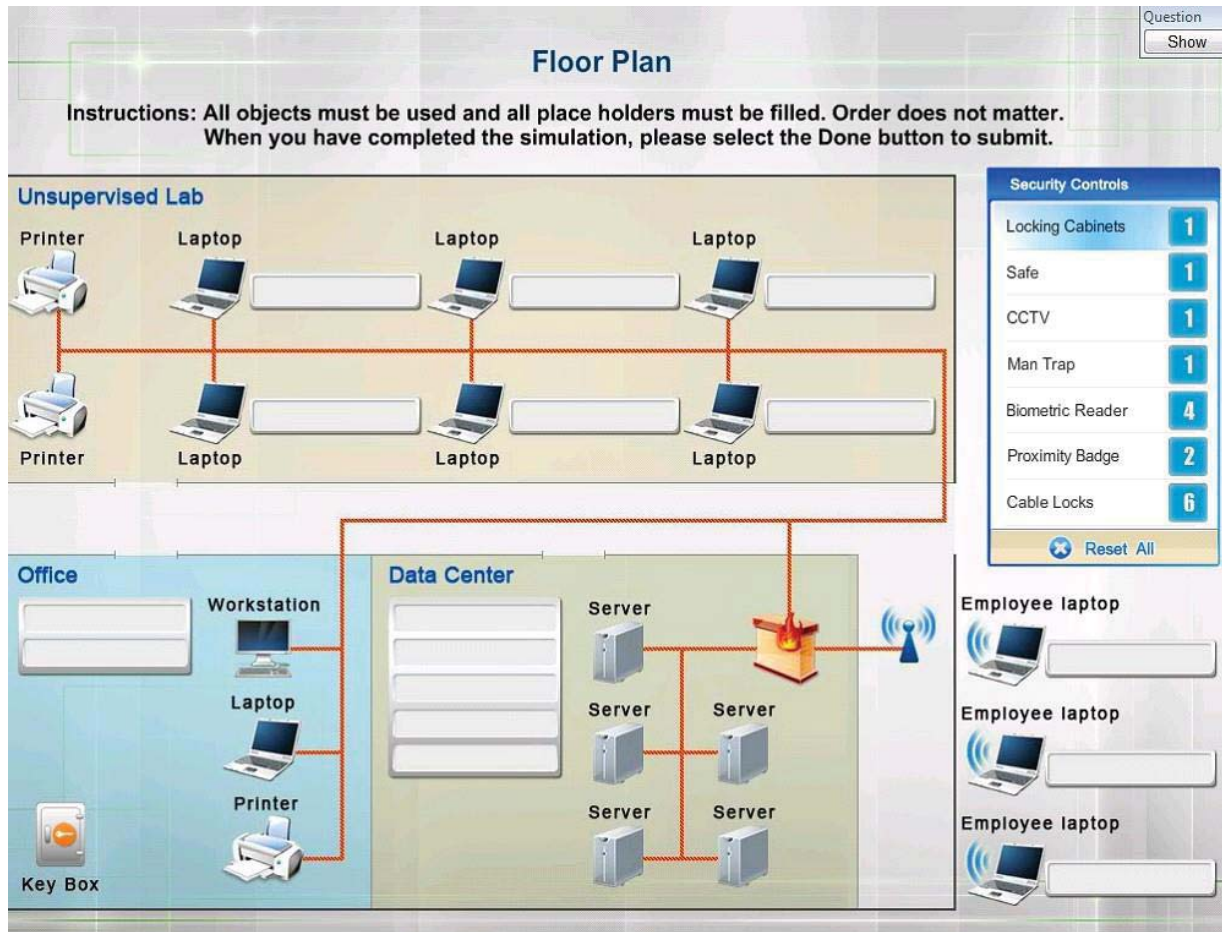 Question
Show
Floor Plan
Instructions: All objects must be used and all place holders must be filled. Order does not matter.
When you have completed the simulation, please select the Done button to submit.
Unsupervised Lab
Printer
Laptop
Laptop
Laptop
Printer
Laptop
Laptop
Laptop
Security Controls
Locking Cabinets 1
Safe 1
CCTV 1
Man Trap 1
Biometric Reader 4
Proximity Badge 2
Cable Locks 6
Reset All
Office
Workstation
Laptop
Printer
Key Box
Data Center
Server
Server
Server
Server
Server
Employee laptop
Employee laptop
Employee laptop